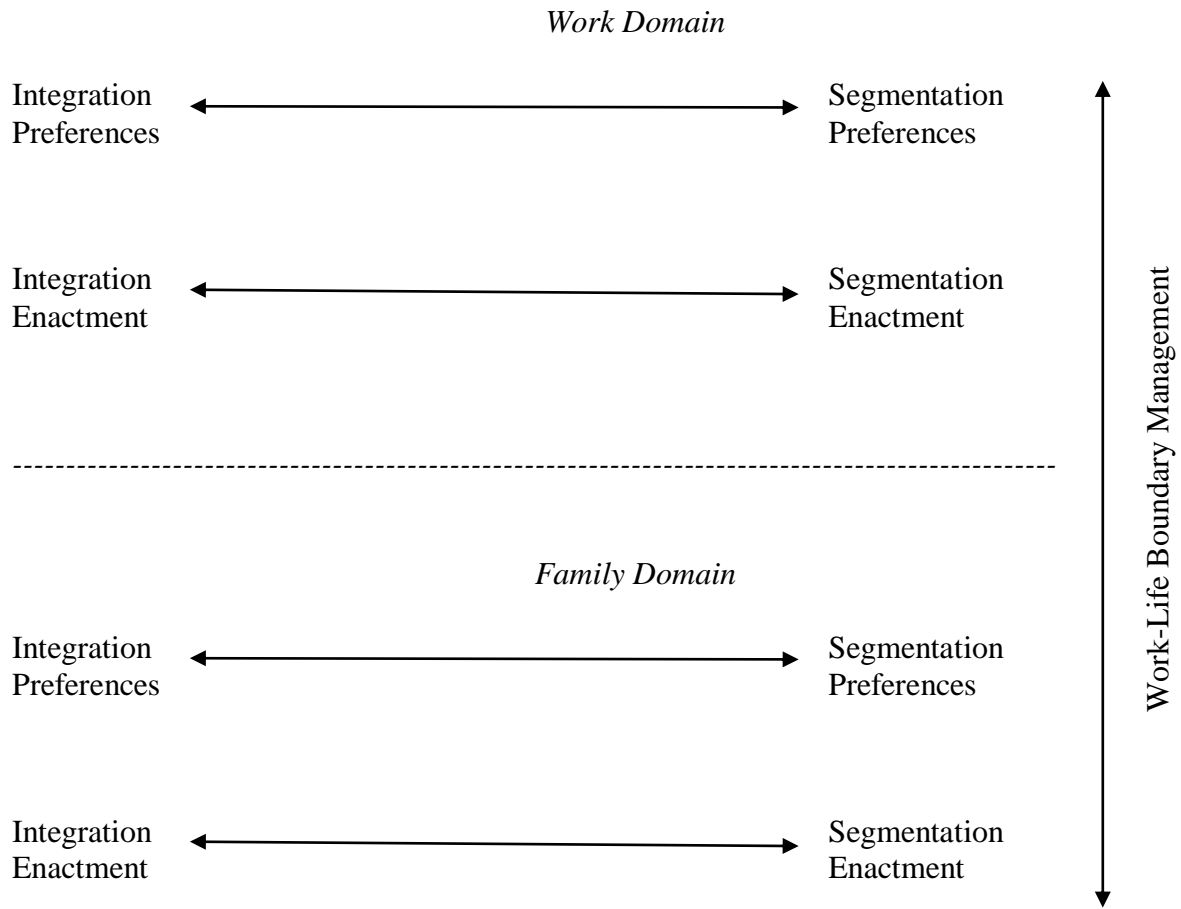 Work Domain
Integration
Preferences
Segmentation
Preferences
Integration
Enactment
Segmentation
Enactment
Family Domain
Integration
Preferences
Segmentation
Preferences
Integration
Enactment
Segmentation
Enactment
Work-Life Boundary Management